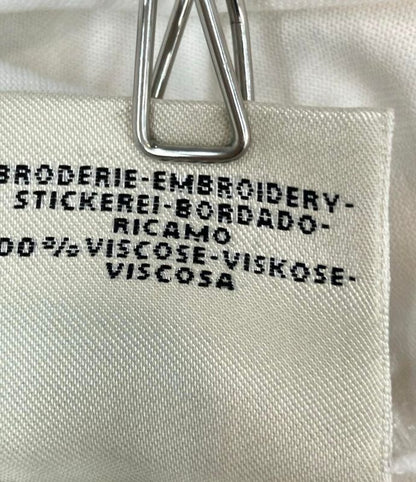 BRODERIE-EMBROIDERY-
STICKEREI-BORDADO-
RICAMO
00%VISCOSE-VISKOSE-
VISCOSA